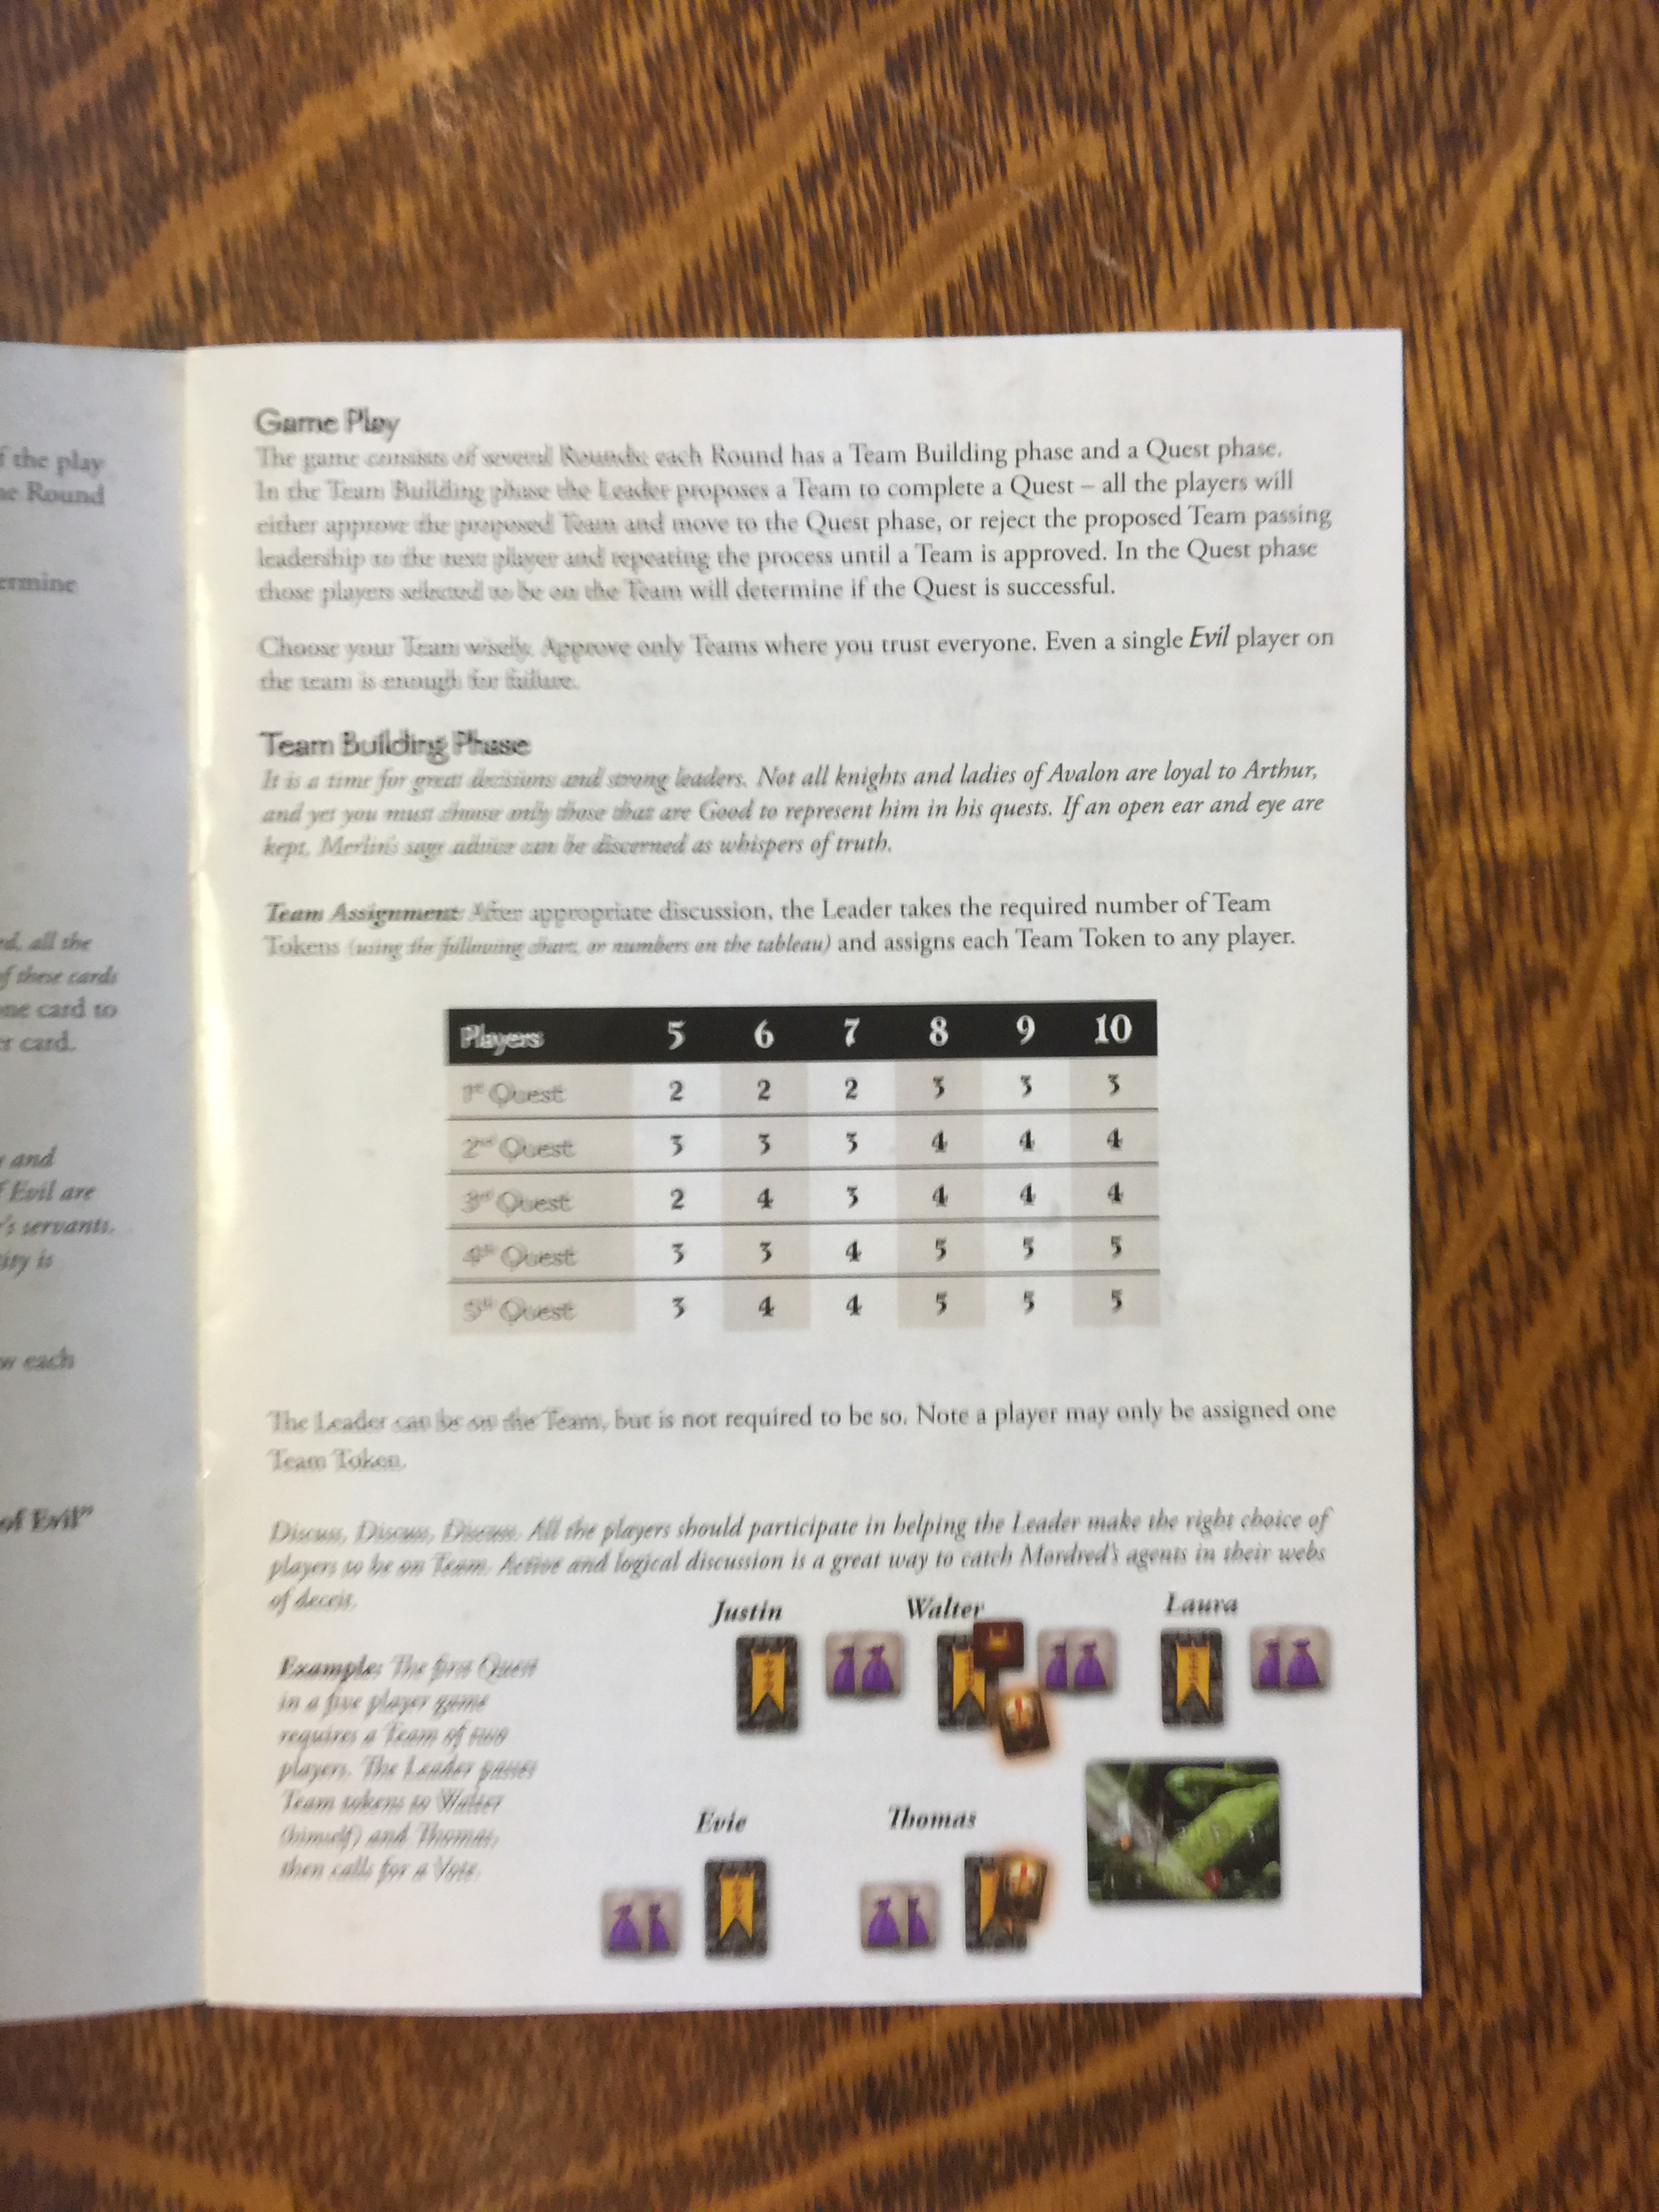 f the play
ne Round
ermine
ed, all the
of these cards
one card to
er card.
and
f Evil are
's servants.
ity is
w each
of Evil"
Game Play
The game consists of several Rounds; each Round has a Team Building phase and a Quest phase.
In the Team Building phase the Leader proposes a Team to complete a Quest – all the players will
either approve the proposed Team and move to the Quest phase, or reject the proposed Team passing
leadership to the next player and repeating the process until a Team is approved. In the Quest phase
those players selected to be on the Team will determine if the Quest is successful.
Choose your Team wisely. Approve only Teams where you trust everyone. Even a single Evil player on
the team is enough for failure.
Team Building Phase
It is a time for great decisions and strong leaders. Not all knights and ladies of Avalon are loyal to Arthur,
and yet you must choose only those that are Good to represent him in his quests. If an open ear and eye are
kept, Merlin's sage advice can be discerned as whispers of truth.
Team Assignment: After appropriate discussion, the Leader takes the required number of Team
Tokens (using the following chart, or numbers on the tableau) and assigns each Team Token to any player.
Players 5 6 7 8 9 10
1st Quest 2 2 2 3 3 3
2nd Quest 3 3 3 4 4 4
3rd Quest 2 4 3 4 4 4
4th Quest 3 3 4 5 5 5
5th Quest 3 4 4 5 5 5
The Leader can be on the Team, but is not required to be so. Note a player may only be assigned one
Team Token.
Discuss, Discuss, Discuss. All the players should participate in helping the Leader make the right choice of
players to be on Team. Active and logical discussion is a great way to catch Mordred's agents in their webs
of deceit.
Justin Walter Laura
Example: The first Quest
in a five player game
requires a Team of two
players. The Leader passes
Team tokens to Walter
(himself) and Thomas,
then calls for a Vote.
Evie Thomas